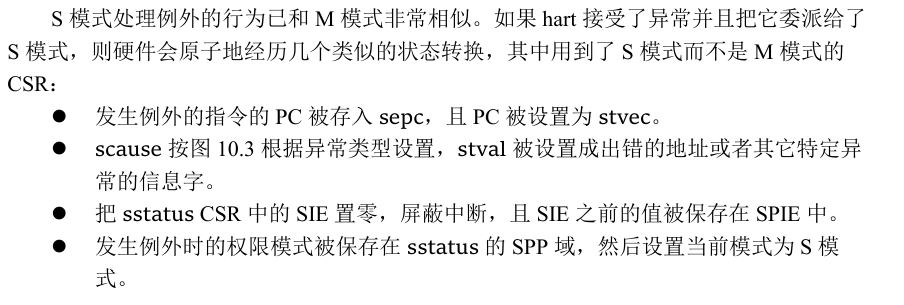 S 模式处理例外的行为已和 M 模式非常相似。如果 hart 接受了异常并且把它委派给了
S 模式，则硬件会原子地经历几个类似的状态转换，其中用到了 S 模式而不是 M 模式的
CSR：
● 发生例外的指令的 PC 被存入 sepc，且 PC 被设置为 stvec。
● scause 按图 10.3 根据异常类型设置，stval 被设置成出错的地址或者其它特定异
常的信息字。
● 把 sstatus CSR 中的 SIE 置零，屏蔽中断，且 SIE 之前的值被保存在 SPIE 中。
● 发生例外时的权限模式被保存在 sstatus 的 SPP 域，然后设置当前模式为 S 模
式。